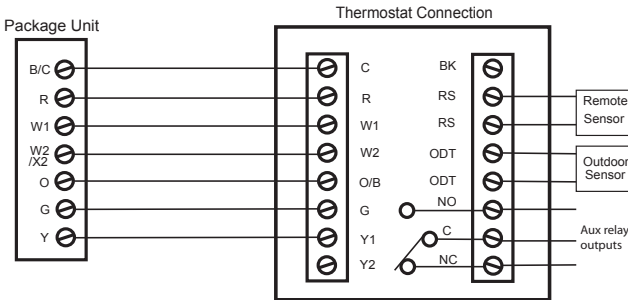 Thermostat Connection
Package Unit
B/C
R
W1
W2
/X2
O
G
Y
C
R
W1
W2
O/B
G
Y1
Y2
BK
RS
RS
ODT
ODT
NO
C
NC
Remote
Sensor
Outdoor
Sensor
Aux relay
outputs